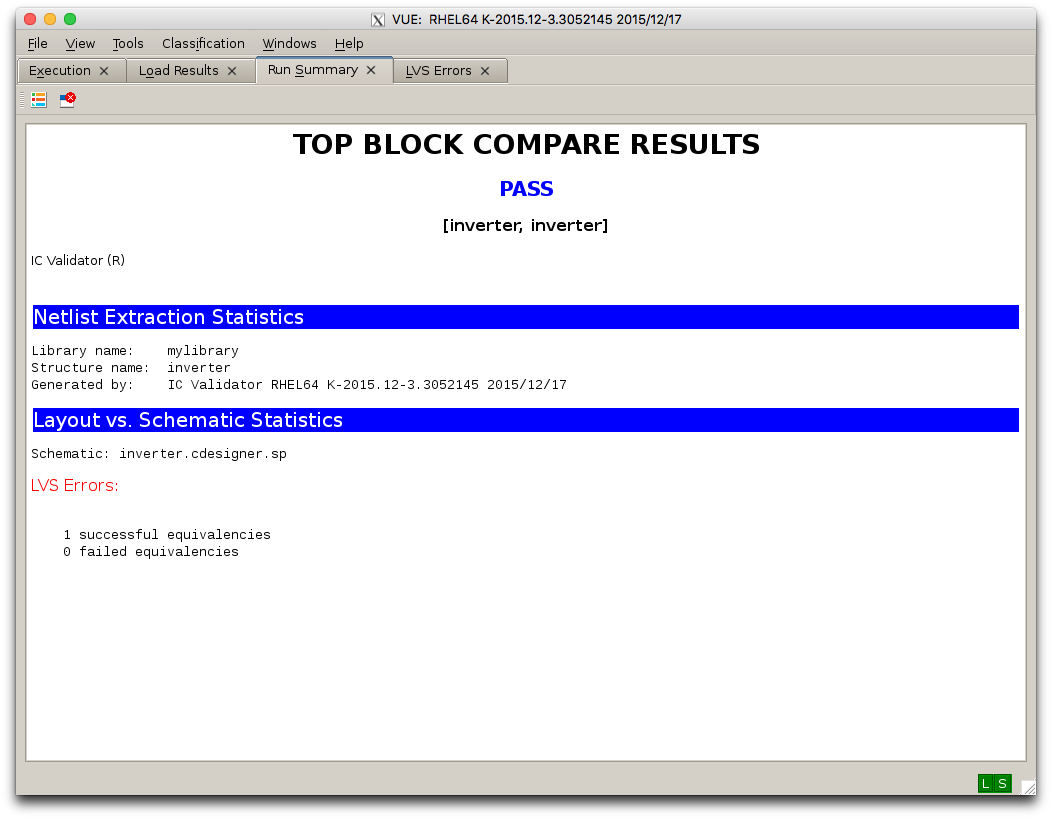 VUE: RHEL64 K-2015.12-3.3052145 2015/12/17
File View Tools Classification Windows Help
Execution Load Results Run Summary LVS Errors
TOP BLOCK COMPARE RESULTS
PASS
[inverter, inverter]
IC Validator (R)
Netlist Extraction Statistics
Library name: mylibrary
Structure name: inverter
Generated by: IC Validator RHEL64 K-2015.12-3.3052145 2015/12/17
Layout vs. Schematic Statistics
Schematic: inverter.cdesigner.sp
LVS Errors:
1 successful equivalencies
0 failed equivalencies
L S